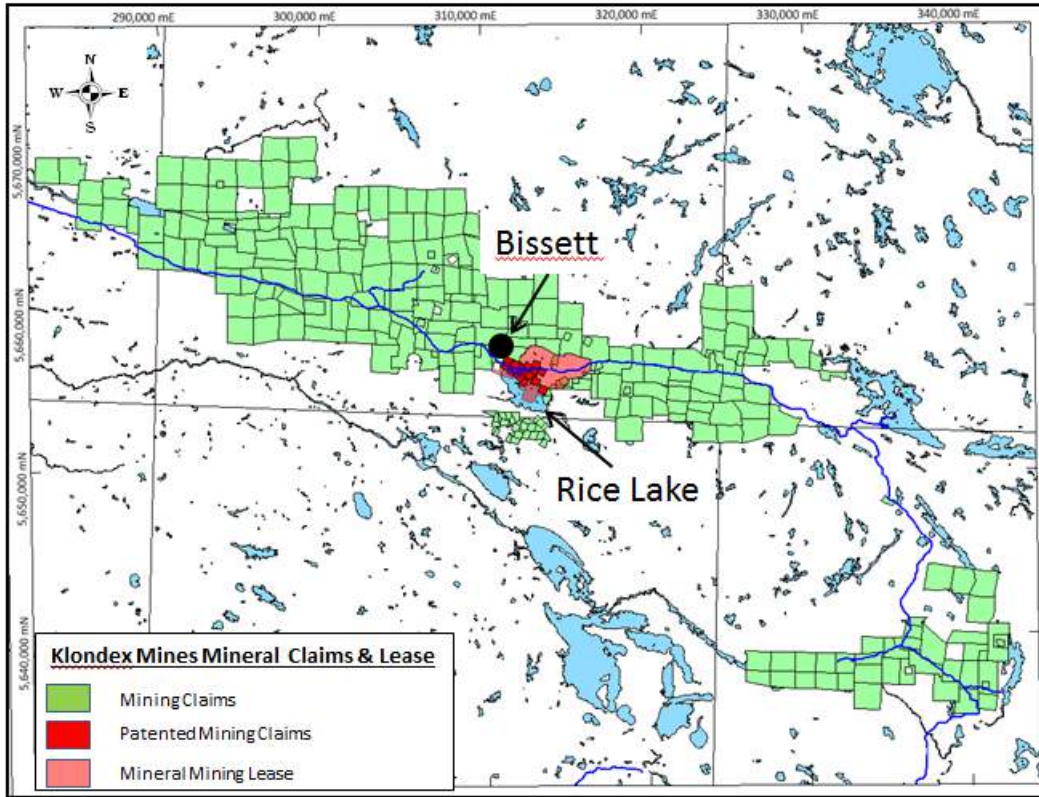 290,000 mE
300,000 mE
310,000 mE
320,000 mE
330,000 mE
340,000 mE
N
W
E
S
5,670,000 mN
5,660,000 mN
5,650,000 mN
5,640,000 mN
Bissett
Rice Lake
Klondex Mines Mineral Claims & Lease
Mining Claims
Patented Mining Claims
Mineral Mining Lease